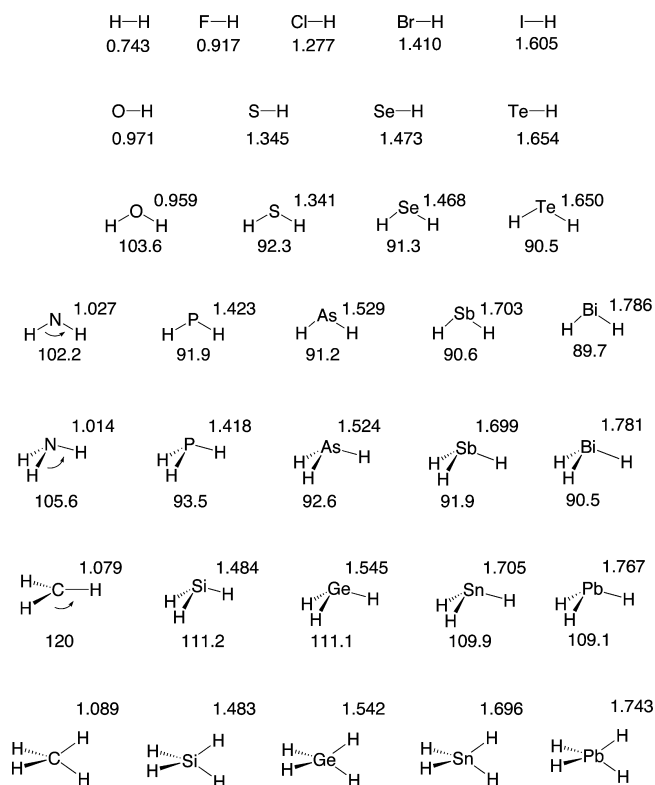 H—H F—H Cl—H Br—H I—H
0.743 0.917 1.277 1.410 1.605
O—H S—H Se—H Te—H
0.971 1.345 1.473 1.654
0.959 1.341 1.468 1.650
O S Se Te
H H H H H H H H
103.6 92.3 91.3 90.5
1.027 1.423 1.529 1.703 1.786
N P As Sb Bi
H H H H H H H H H H
102.2 91.9 91.2 90.6 89.7
1.014 1.418 1.524 1.699 1.781
N H P H As H Sb H Bi H
H H H H H
H H H H H
105.6 93.5 92.6 91.9 90.5
1.079 1.484 1.545 1.705 1.767
H C H Si H Ge H Sn H Pb H
H H H H H
H H H H
120 111.2 111.1 109.9 109.1
1.089 1.483 1.542 1.696 1.743
H H H H H
H C H Si H Ge H Sn H Pb
H H H H H
H H H H H